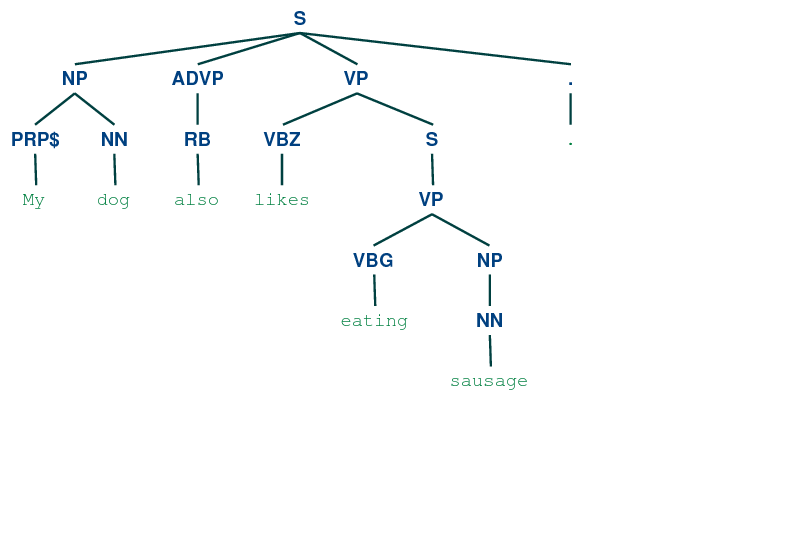 S
NP ADVP VP .
PRP$ NN RB VBZ S .
My dog also likes VP
VBG NP
eating NN
sausage